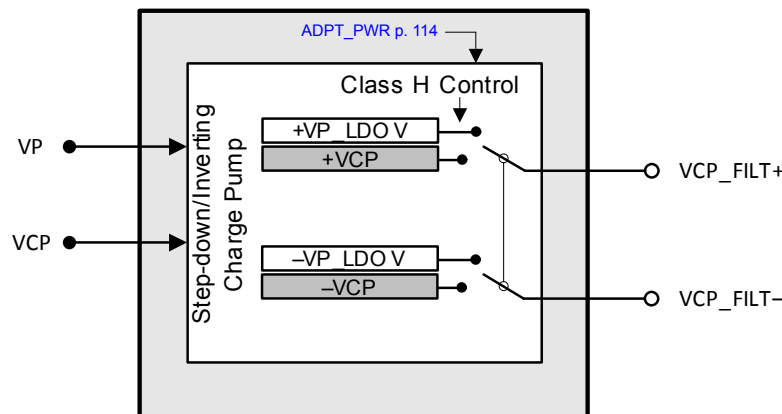 ADPT_PWR p. 114
Class H Control
Step-down/Inverting
Charge Pump
VP
VCP
+VP_LDO V
+VCP
–VP_LDO V
–VCP
VCP_FILT+
VCP_FILT–